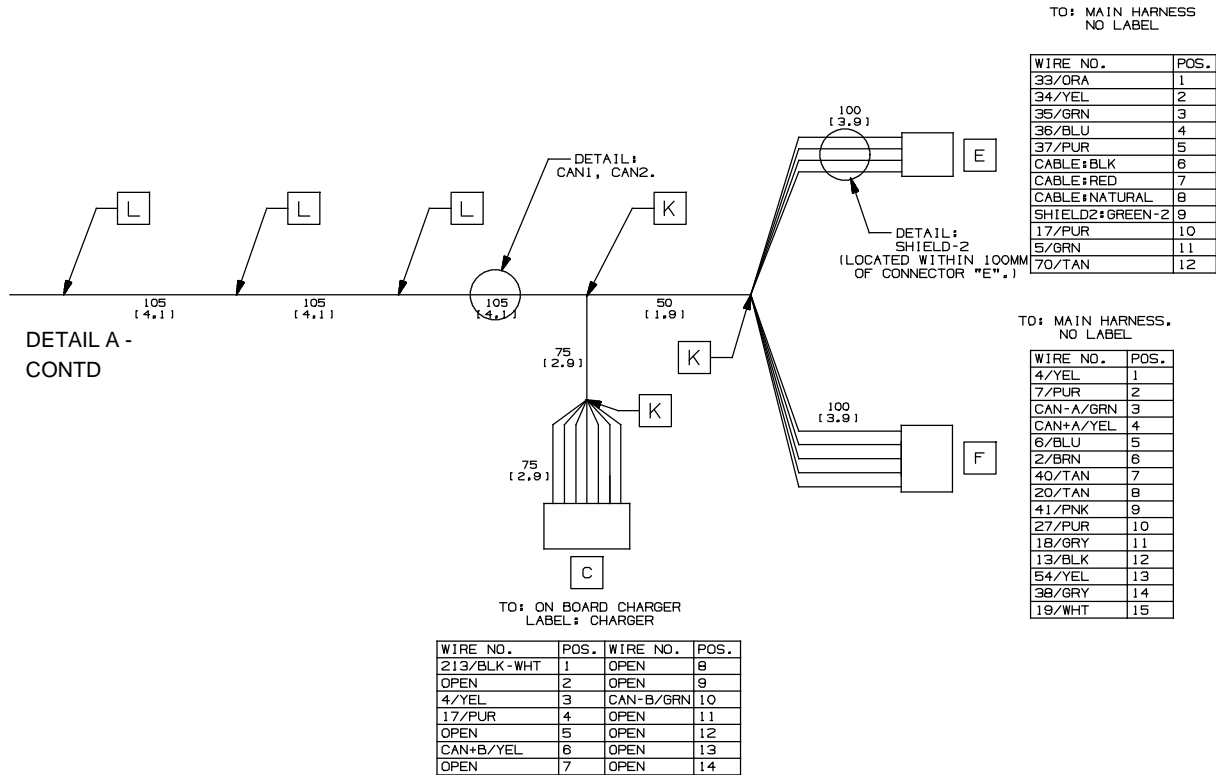 TO: MAIN HARNESS
NO LABEL
WIRE NO. POS.
33/ORA 1
34/YEL 2
35/GRN 3
36/BLU 4
37/PUR 5
CABLE:BLK 6
CABLE:RED 7
CABLE:NATURAL 8
SHIELD2:GREEN-2 9
17/PUR 10
5/GRN 11
70/TAN 12
100
[3.9]
E
DETAIL:
CAN1, CAN2.
L
L
L
K
DETAIL:
SHIELD-2
(LOCATED WITHIN 100MM
OF CONNECTOR "E".)
105
[4.1]
105
[4.1]
105
[4.1]
50
[1.9]
DETAIL A -
CONTD
75
[2.9]
K
K
TO: MAIN HARNESS.
NO LABEL
WIRE NO. POS.
4/YEL 1
7/PUR 2
CAN-A/GRN 3
CAN+A/YEL 4
6/BLU 5
2/BRN 6
40/TAN 7
20/TAN 8
41/PNK 9
27/PUR 10
18/GRY 11
13/BLK 12
54/YEL 13
38/GRY 14
19/WHT 15
100
[3.9]
F
75
[2.9]
C
TO: ON BOARD CHARGER
LABEL: CHARGER
WIRE NO. POS. WIRE NO. POS.
213/BLK-WHT 1 OPEN 8
OPEN 2 OPEN 9
4/YEL 3 CAN-B/GRN 10
17/PUR 4 OPEN 11
OPEN 5 OPEN 12
CAN+B/YEL 6 OPEN 13
OPEN 7 OPEN 14